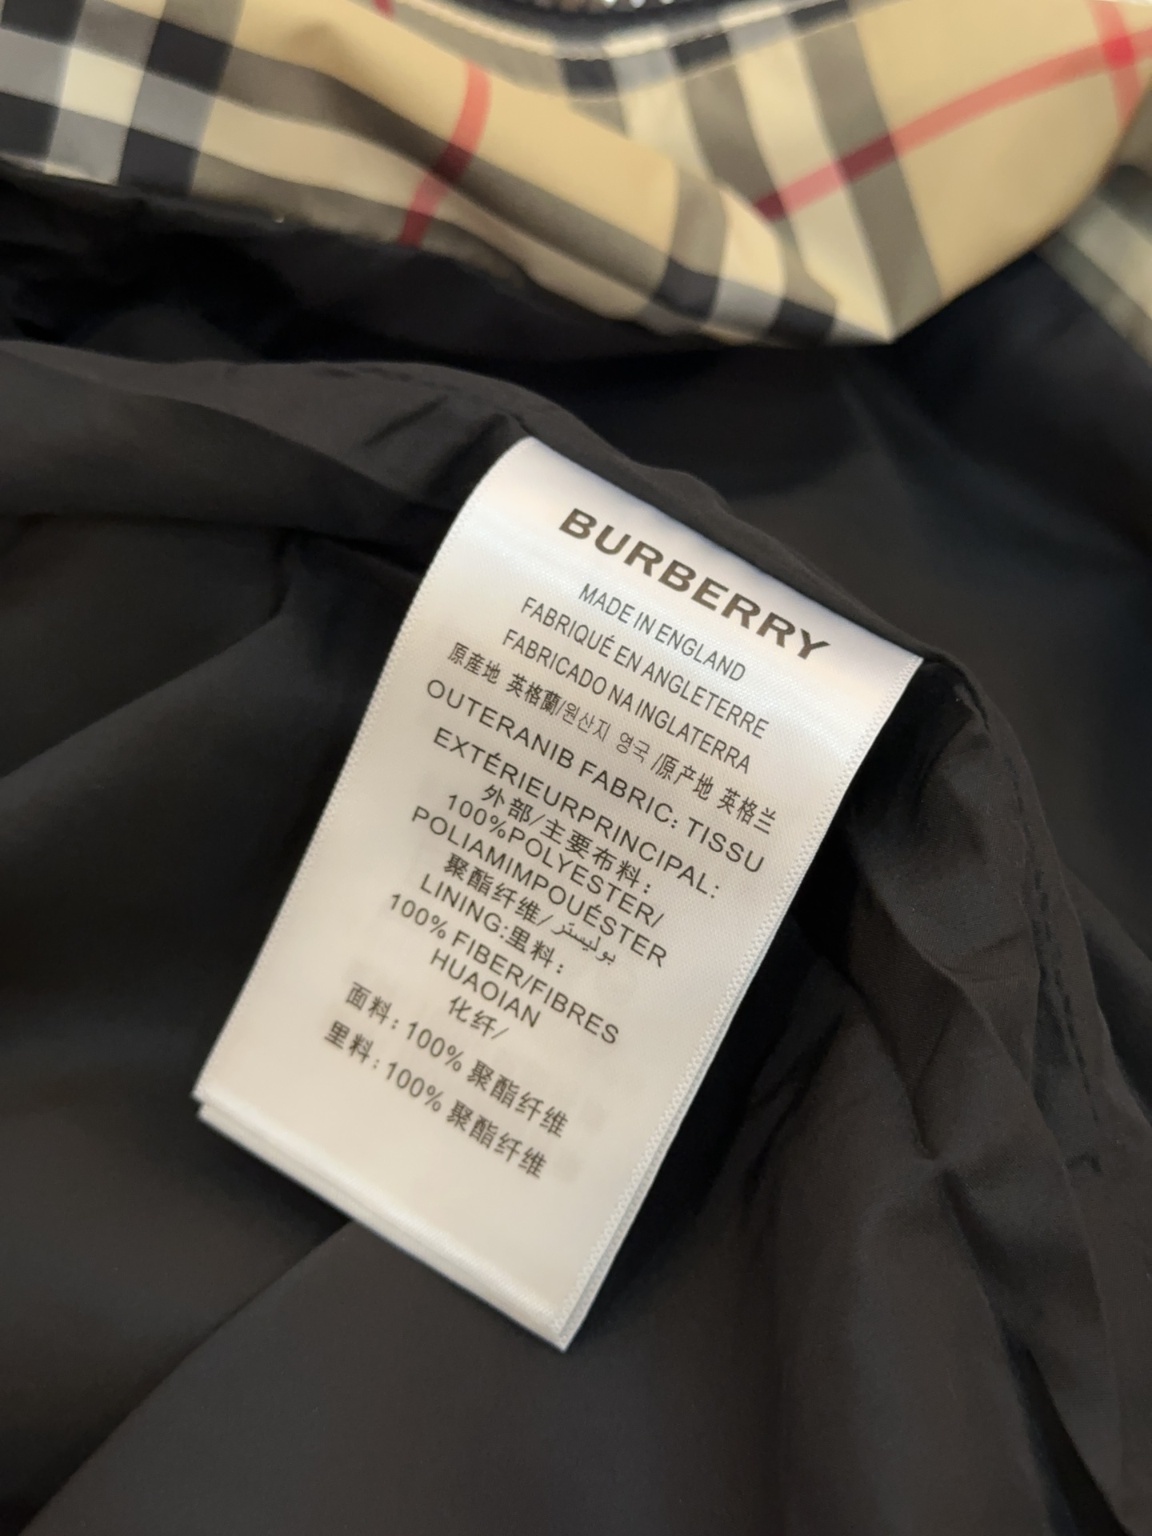 BURBERRY
MADE IN ENGLAND
FABRIQUÉ EN ANGLETERRE
FABRICADO NA INGLATERRA
原産地 英格蘭/원산지 영국 /原产地 英格兰
OUTERANIB FABRIC: TISSU
EXTÉRIEURPRINCIPAL:
外部/主要布料:
100%POLYESTER/
POLIAMIMPOUÉSTER
聚酯纤维/بوليستر
LINING:里料:
100% FIBER/FIBRES
HUAOIAN
化纤/
面料: 100% 聚酯纤维
里料: 100% 聚酯纤维